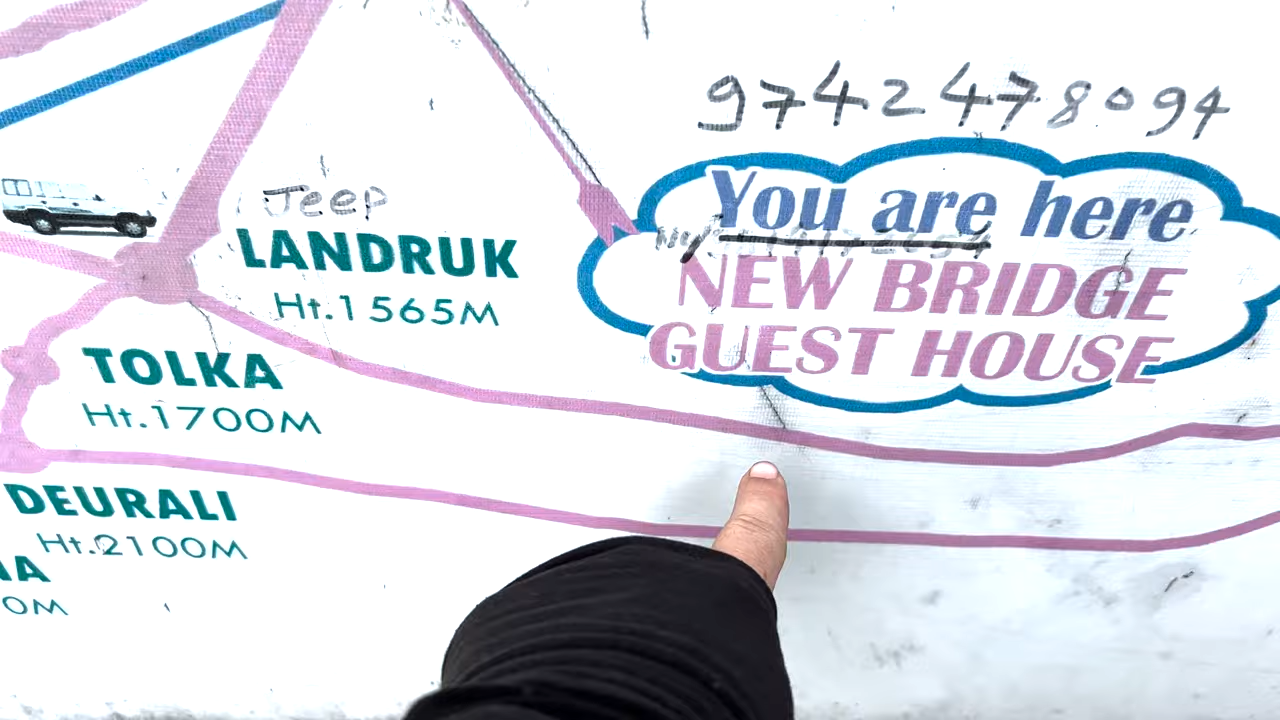 9742478094
You are here
NEW BRIDGE
GUEST HOUSE
Jeep
LANDRUK
Ht.1565M
TOLKA
Ht.1700M
DEURALI
Ht.2100M